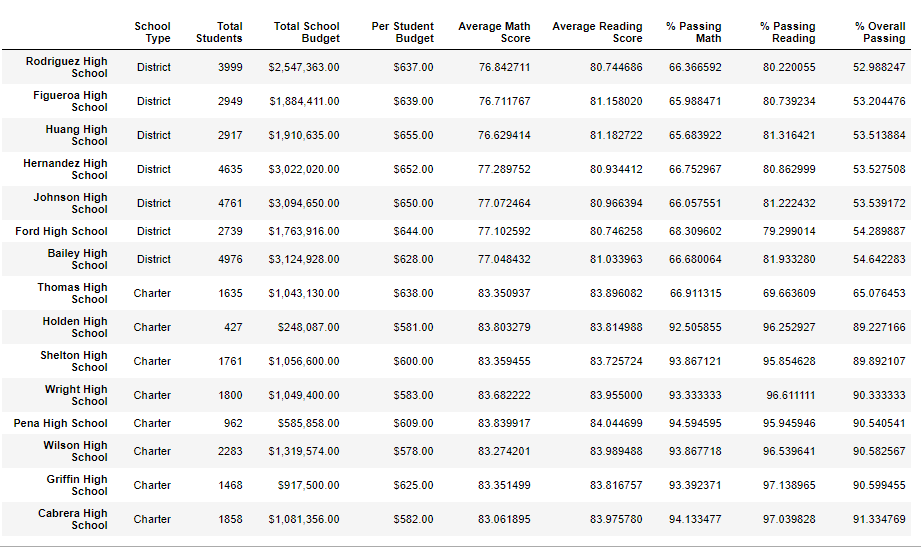 School Type Total Students Total School Budget Per Student Budget Average Math Score Average Reading Score % Passing Math % Passing Reading % Overall Passing
Rodriguez High School District 3999 $2,547,363.00 $637.00 76.842711 80.744686 66.366592 80.220055 52.988247
Figueroa High School District 2949 $1,884,411.00 $639.00 76.711767 81.158020 65.988471 80.739234 53.204476
Huang High School District 2917 $1,910,635.00 $655.00 76.629414 81.182722 65.683922 81.316421 53.513884
Hernandez High School District 4635 $3,022,020.00 $652.00 77.289752 80.934412 66.752967 80.862999 53.527508
Johnson High School District 4761 $3,094,650.00 $650.00 77.072464 80.966394 66.057551 81.222432 53.539172
Ford High School District 2739 $1,763,916.00 $644.00 77.102592 80.746258 68.309602 79.299014 54.289887
Bailey High School District 4976 $3,124,928.00 $628.00 77.048432 81.033963 66.680064 81.933280 54.642283
Thomas High School Charter 1635 $1,043,130.00 $638.00 83.350937 83.896082 66.911315 69.663609 65.076453
Holden High School Charter 427 $248,087.00 $581.00 83.803279 83.814988 92.505855 96.252927 89.227166
Shelton High School Charter 1761 $1,056,600.00 $600.00 83.359455 83.725724 93.867121 95.854628 89.892107
Wright High School Charter 1800 $1,049,400.00 $583.00 83.682222 83.955000 93.333333 96.611111 90.333333
Pena High School Charter 962 $585,858.00 $609.00 83.839917 84.044699 94.594595 95.945946 90.540541
Wilson High School Charter 2283 $1,319,574.00 $578.00 83.274201 83.989488 93.867718 96.539641 90.582567
Griffin High School Charter 1468 $917,500.00 $625.00 83.351499 83.816757 93.392371 97.138965 90.599455
Cabrera High School Charter 1858 $1,081,356.00 $582.00 83.061895 83.975780 94.133477 97.039828 91.334769